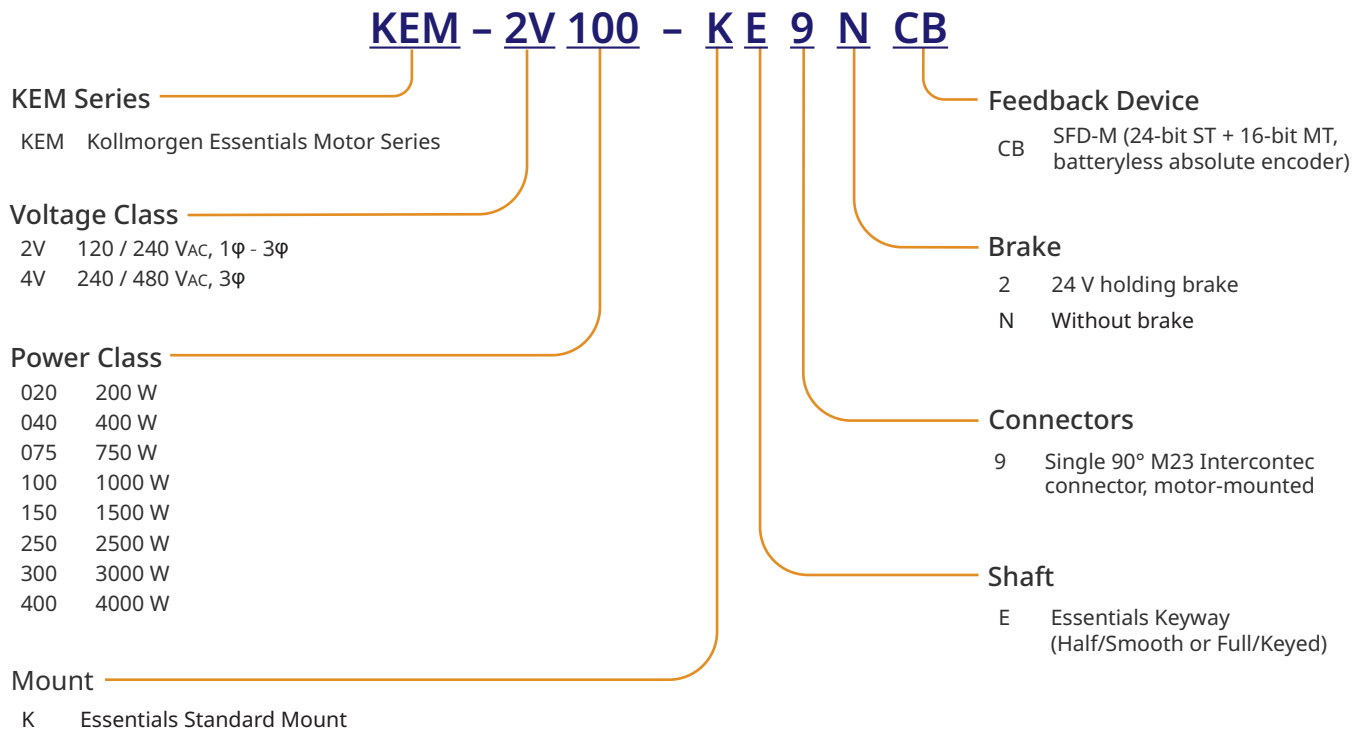 KEM – 2V 100 – K E 9 N CB
KEM Series
KEM Kollmorgen Essentials Motor Series
Voltage Class
2V 120 / 240 VAC, 1φ - 3φ
4V 240 / 480 VAC, 3φ
Power Class
020 200 W
040 400 W
075 750 W
100 1000 W
150 1500 W
250 2500 W
300 3000 W
400 4000 W
Mount
K Essentials Standard Mount
Feedback Device
CB SFD-M (24-bit ST + 16-bit MT,
batteryless absolute encoder)
Brake
2 24 V holding brake
N Without brake
Connectors
9 Single 90° M23 Intercontec
connector, motor-mounted
Shaft
E Essentials Keyway
(Half/Smooth or Full/Keyed)